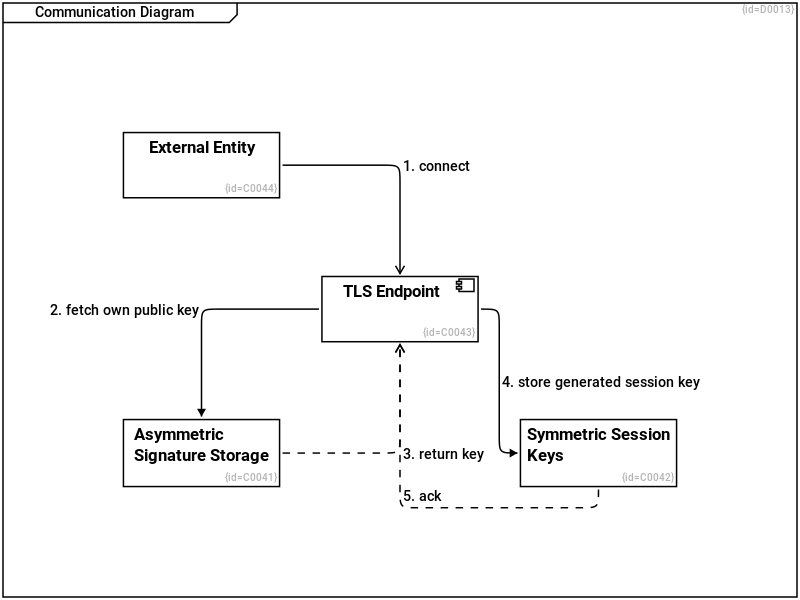 Communication Diagram
(id=D0013)
External Entity
(id=C0044)
1. connect
TLS Endpoint
(id=C0043)
2. fetch own public key
4. store generated session key
Asymmetric
Signature Storage
(id=C0041)
3. return key
Symmetric Session
Keys
(id=C0042)
5. ack